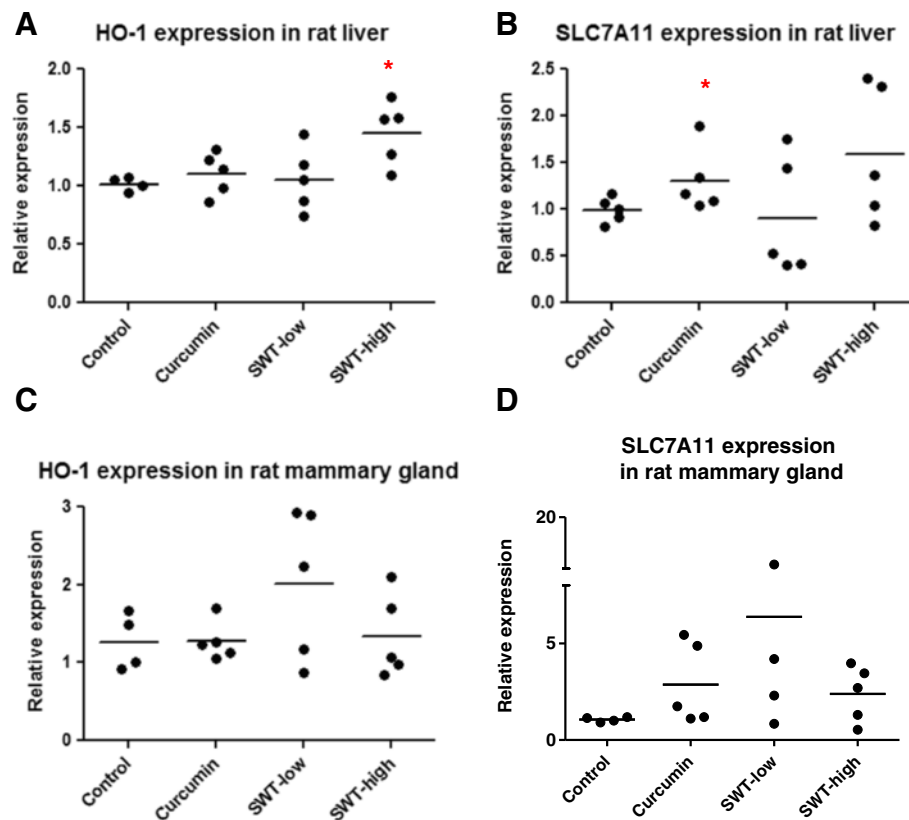 A
HO-1 expression in rat liver
*
Relative expression
2.0
1.5
1.0
0.5
0.0
Control
Curcumin
SWT-low
SWT-high
B
SLC7A11 expression in rat liver
*
Relative expression
2.5
2.0
1.5
1.0
0.5
0.0
Control
Curcumin
SWT-low
SWT-high
C
HO-1 expression in rat mammary gland
Relative expression
3
2
1
0
Control
Curcumin
SWT-low
SWT-high
D
SLC7A11 expression
in rat mammary gland
Relative expression
20
5
0
Control
Curcumin
SWT-low
SWT-high